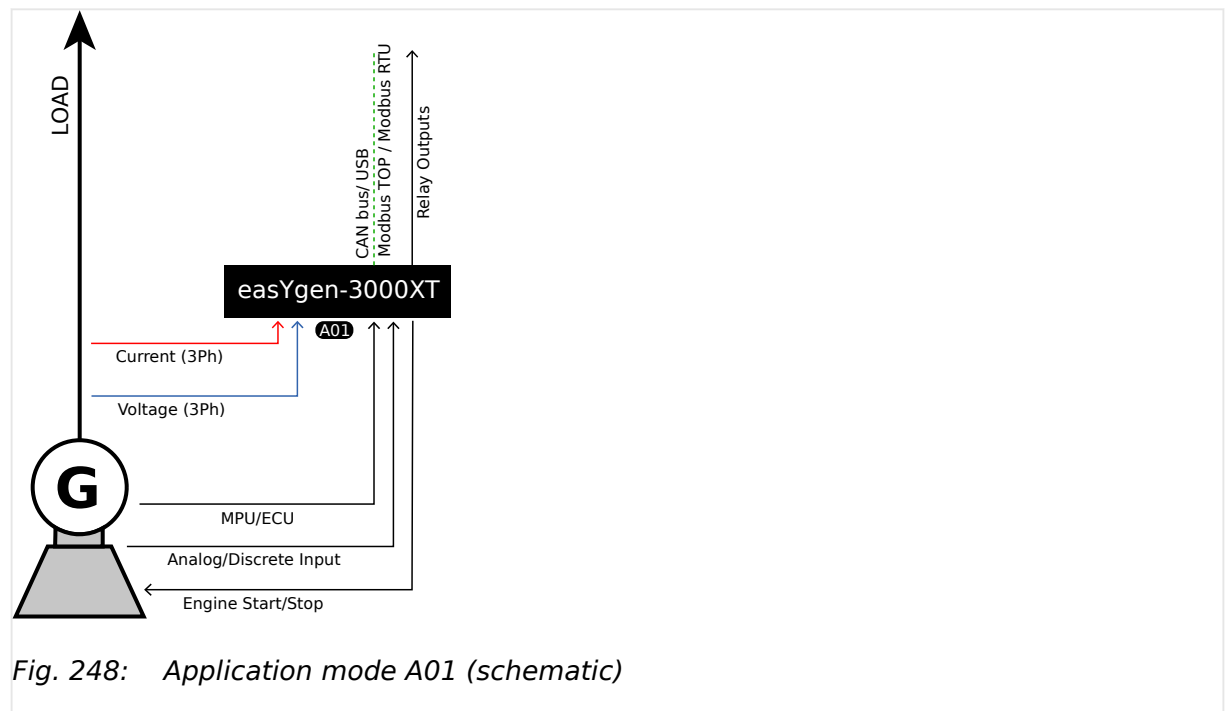 LOAD
CAN bus/ USB
Modbus TOP / Modbus RTU
Relay Outputs
easYgen-3000XT
A01
Current (3Ph)
Voltage (3Ph)
G
MPU/ECU
Analog/Discrete Input
Engine Start/Stop
Fig. 248: Application mode A01 (schematic)